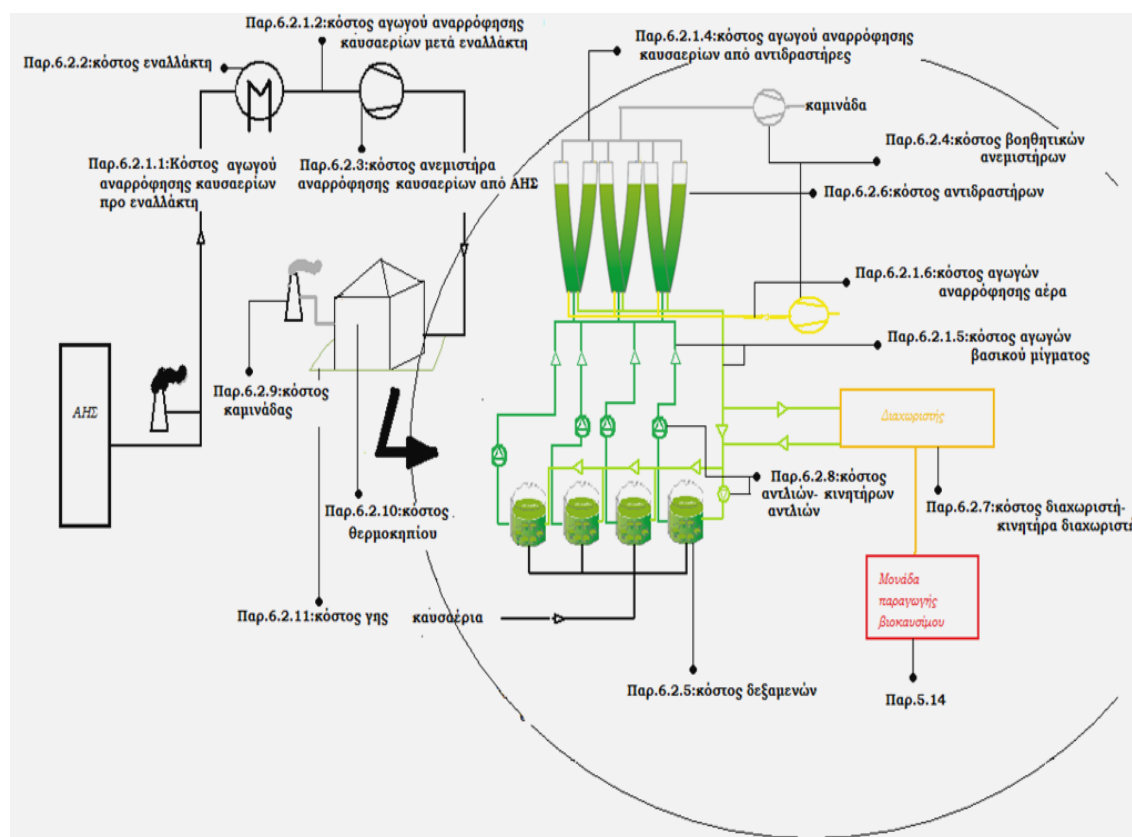 Παρ.6.2.1.2:κόστος αγωγού αναρρόφησης
καυσαερίων μετά εναλλάκτη
Παρ.6.2.2:κόστος εναλλάκτη
Παρ.6.2.1.4:κόστος αγωγού αναρρόφησης
καυσαερίων από αντιδραστήρες
καμινάδα
Παρ.6.2.4:κόστος βοηθητικών
ανεμιστήρων
Παρ.6.2.1.1:Κόστος αγωγού
αναρρόφησης καυσαερίων
προ εναλλάκτη
Παρ.6.2.3:κόστος ανεμιστήρα
αναρρόφησης καυσαερίων από ΑΗΣ
Παρ.6.2.6:κόστος αντιδραστήρων
Παρ.6.2.1.6:κόστος αγωγών
αναρρόφησης αέρα
Παρ.6.2.1.5:κόστος αγωγών
βασικού μίγματος
Παρ.6.2.9:κόστος
καμινάδας
ΑΗΣ
Διαχωριστής
Παρ.6.2.8:κόστος
αντλιών- κινητήρων
αντλιών
Παρ.6.2.10:κόστος
θερμοκηπίου
Παρ.6.2.7:κόστος διαχωριστή-
κινητήρα διαχωριστή
Μονάδα
παραγωγής
βιοκαυσίμου
Παρ.6.2.11:κόστος γης
καυσαέρια
Παρ.6.2.5:κόστος δεξαμενών
Παρ.5.14